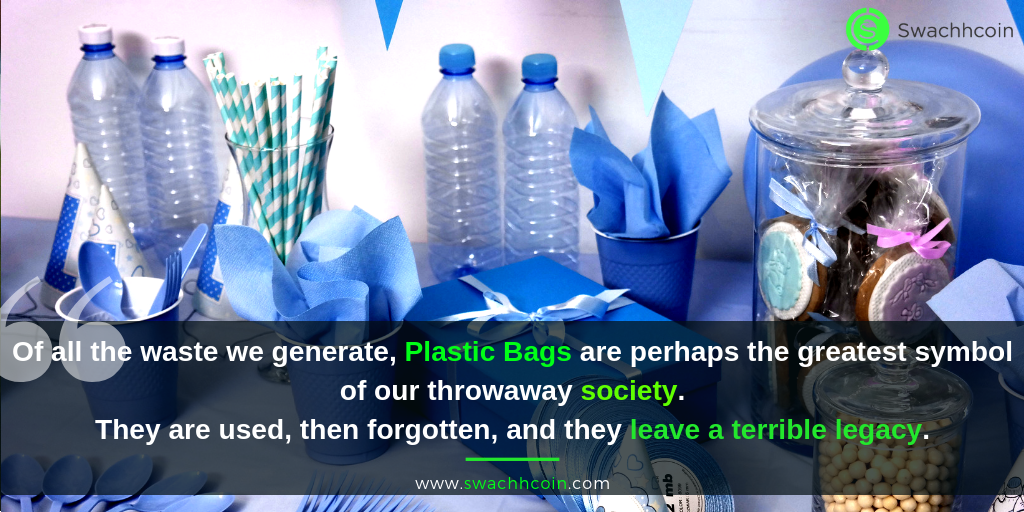 Swachhcoin
Of all the waste we generate, Plastic Bags are perhaps the greatest symbol
of our throwaway society.
They are used, then forgotten, and they leave a terrible legacy.
www.swachhcoin.com